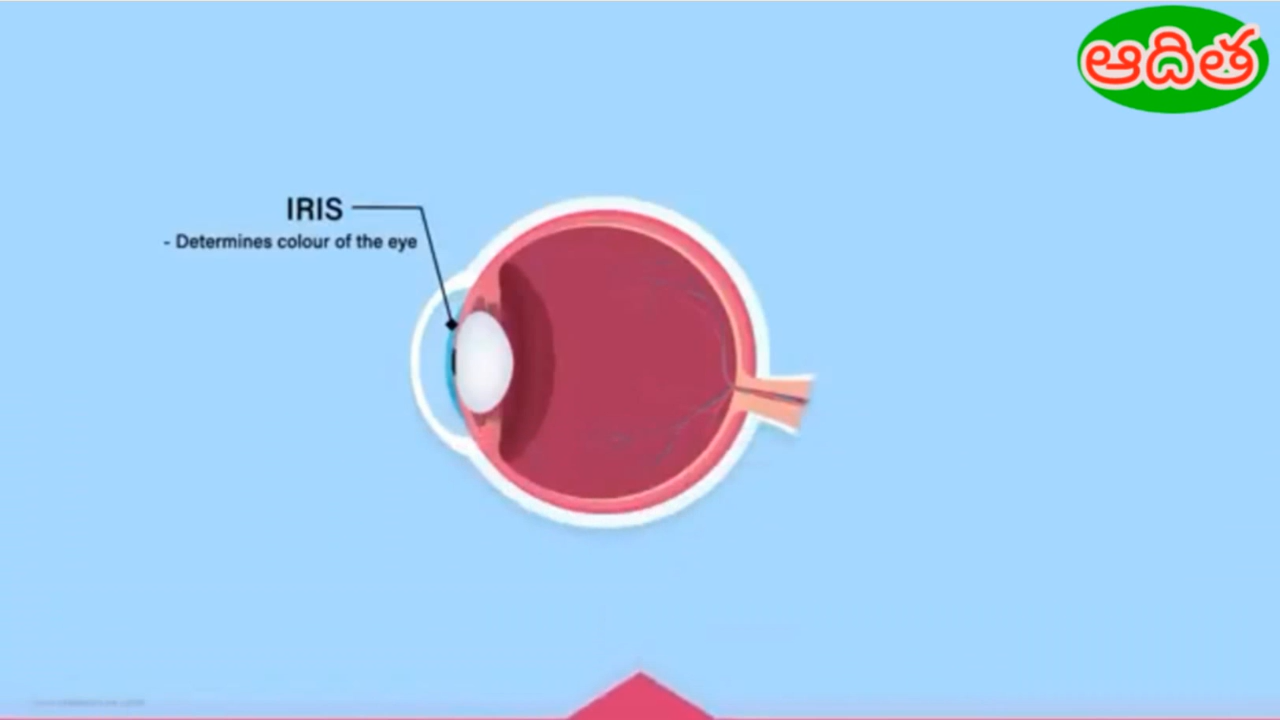 ఆదిత
IRIS
- Determines colour of the eye